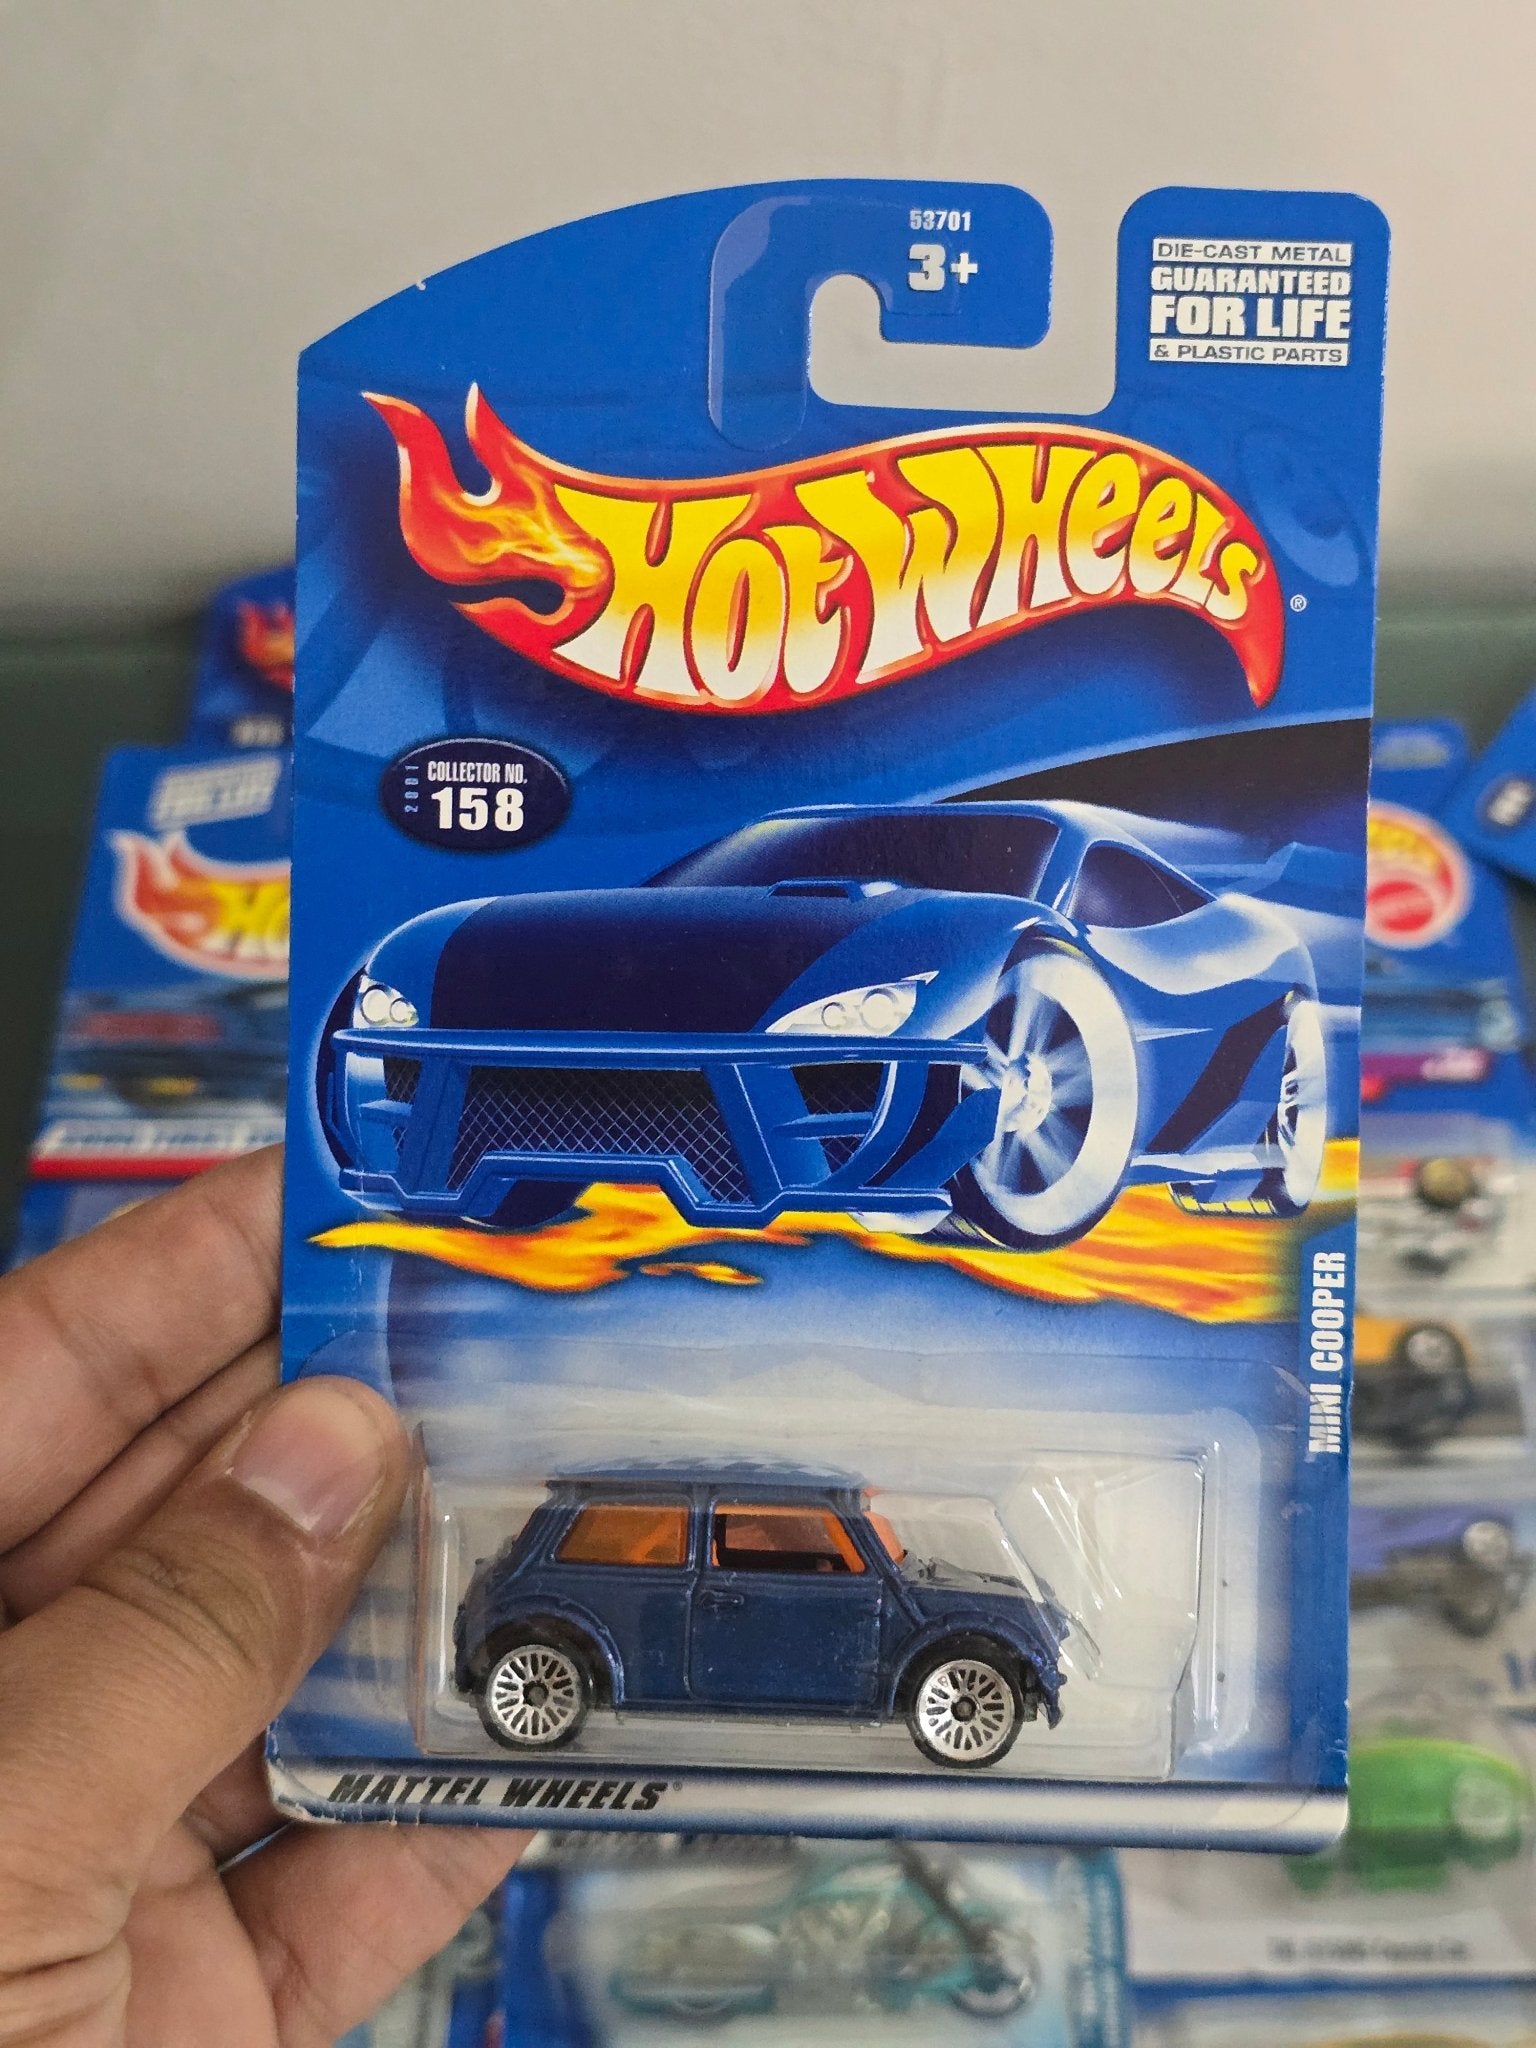 53701
3+
DIE-CAST METAL
GUARANTEED
FOR LIFE
& PLASTIC PARTS
HOT WHEELS®
2001
COLLECTOR NO.
158
MINI COOPER
MATTEL WHEELS
HO